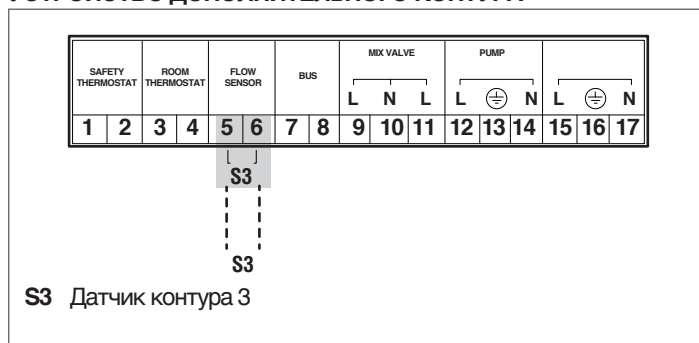 MIX VALVE PUMP
SAFETY THERMOSTAT ROOM THERMOSTAT FLOW SENSOR BUS
L N L L N L N
1 2 3 4 5 6 7 8 9 10 11 12 13 14 15 16 17
S3
S3
S3 Датчик контура 3